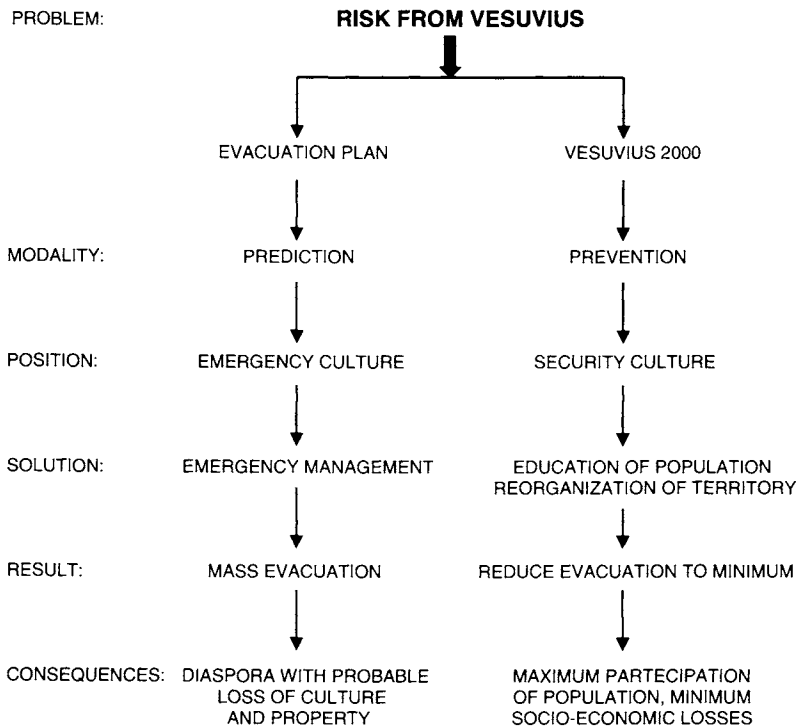 PROBLEM: RISK FROM VESUVIUS
EVACUATION PLAN VESUVIUS 2000
MODALITY: PREDICTION PREVENTION
POSITION: EMERGENCY CULTURE SECURITY CULTURE
SOLUTION: EMERGENCY MANAGEMENT EDUCATION OF POPULATION
REORGANIZATION OF TERRITORY
RESULT: MASS EVACUATION REDUCE EVACUATION TO MINIMUM
CONSEQUENCES: DIASPORA WITH PROBABLE MAXIMUM PARTECIPATION
LOSS OF CULTURE OF POPULATION, MINIMUM
AND PROPERTY SOCIO-ECONOMIC LOSSES